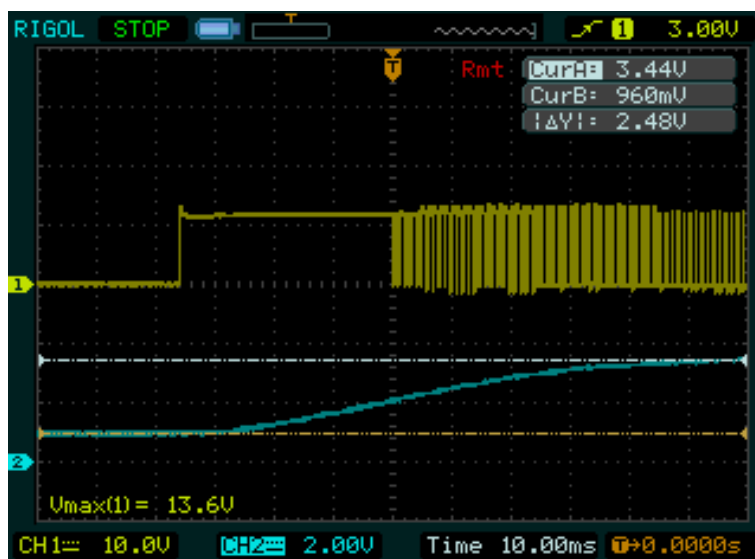 RIGOL STOP T 1 3.00V
T Rmt CurA: 3.44V
CurB: 960mV
|ΔY|: 2.48V
1
2
Vmax(1)= 13.6V
CH1 10.0V CH2 2.00V Time 10.00ms T→0.0000s